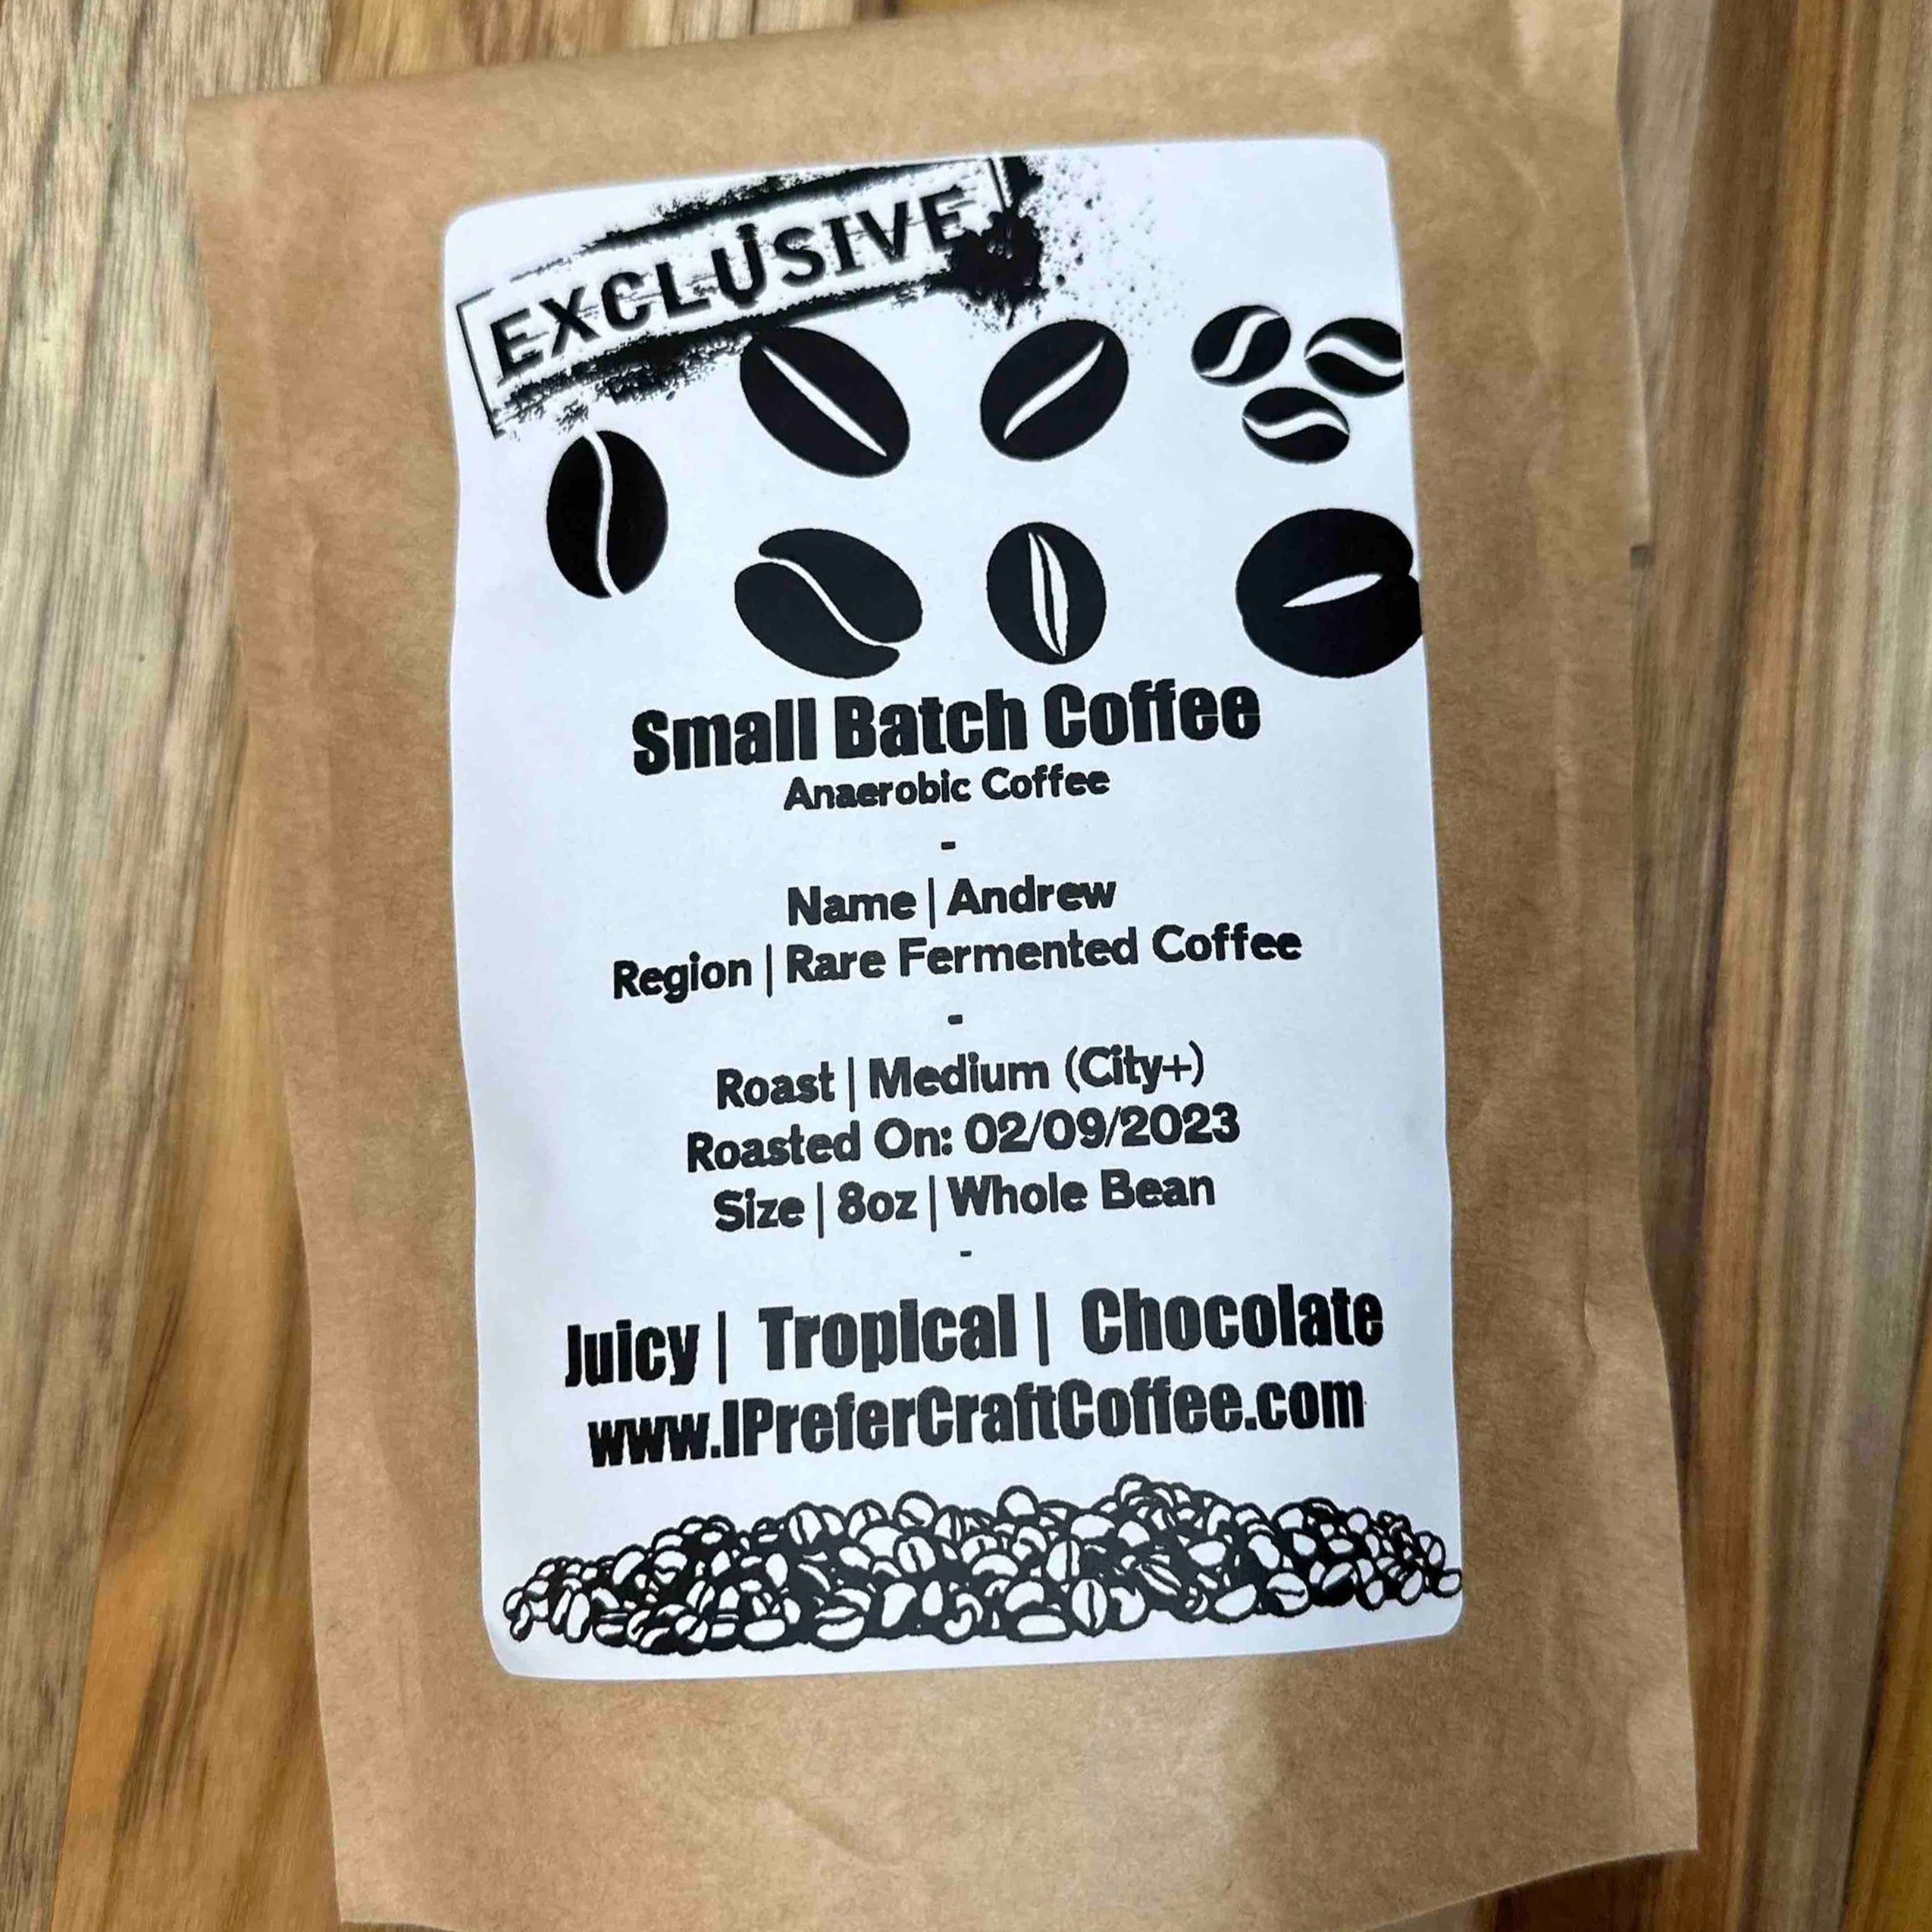 EXCLUSIVE
Small Batch Coffee
Anaerobic Coffee
-
Name | Andrew
Region | Rare Fermented Coffee
-
Roast | Medium (City+)
Roasted On: 02/09/2023
Size | 8oz | Whole Bean
-
Juicy | Tropical | Chocolate
www.IPreferCraftCoffee.com